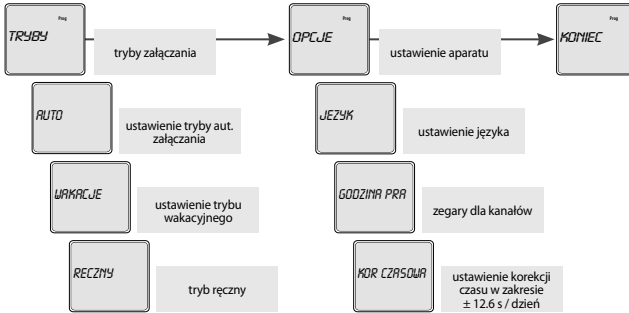 Prog
TRYBY
tryby załączania
Prog
OPCJE
ustawienie aparatu
Prog
KONIEC
AUTO
ustawienie tryby aut.
załączania
JEZYK
ustawienie języka
WAKACJE
ustawienie trybu
wakacyjnego
GODZINA PRA
zegary dla kanałów
RECZNY
tryb ręczny
KOR CZASOWA
ustawienie korekcji
czasu w zakresie
± 12.6 s / dzień